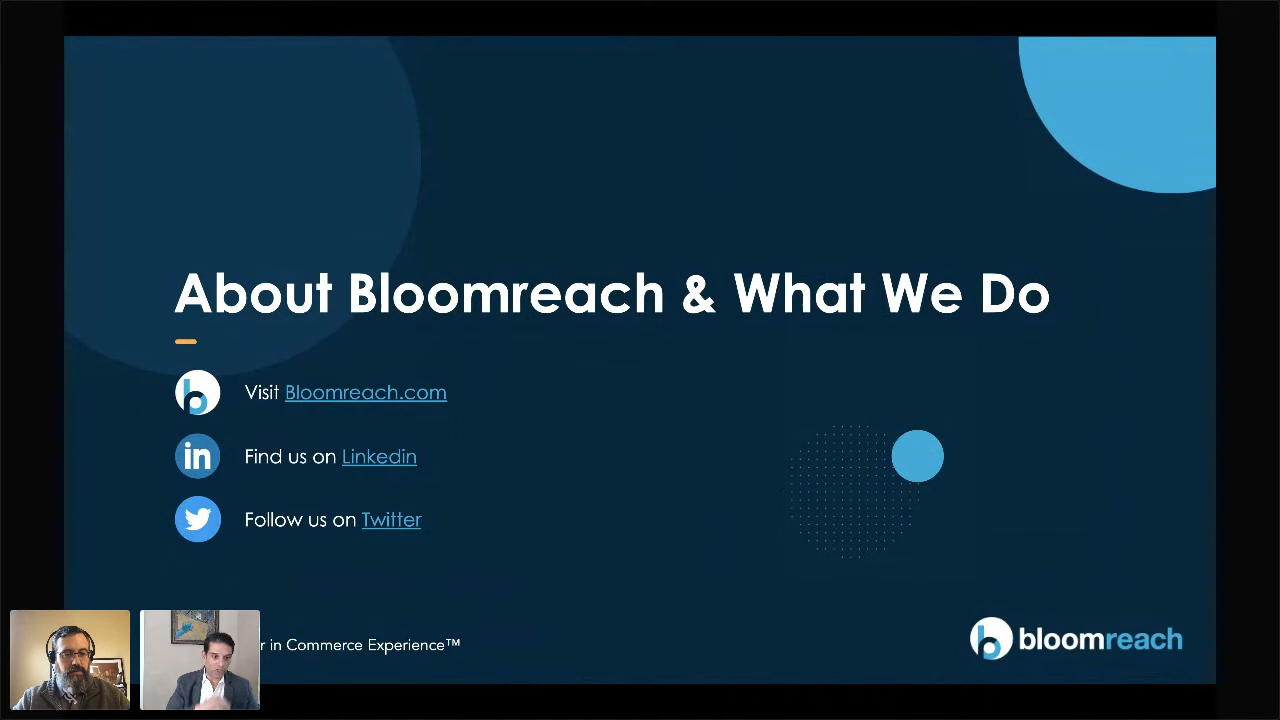 About Bloomreach & What We Do
Visit Bloomreach.com
in Find us on Linkedin
Follow us on Twitter
in Commerce Experience™
bloomreach